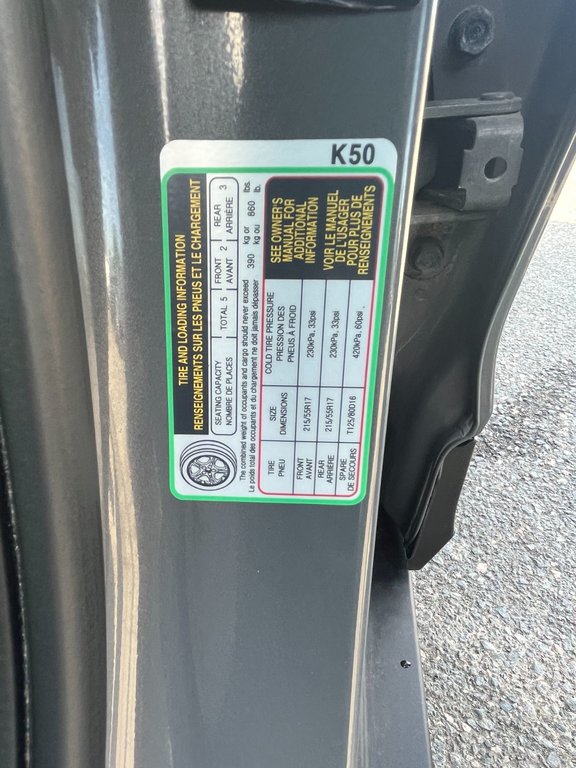 K50
TIRE AND LOADING INFORMATION
RENSEIGNEMENTS SUR LES PNEUS ET LE CHARGEMENT
SEATING CAPACITY TOTAL 5 FRONT 2 REAR 3
NOMBRE DE PLACES AVANT ARRIÈRE
The combined weight of occupants and cargo should never exceed 390 kg or 860 lbs.
Le poids total des occupants et du chargement ne doit jamais dépasser kg ou lb.
TIRE SIZE COLD TIRE PRESSURE
PNEU DIMENSIONS PRESSION DES
PNEUS À FROID
FRONT 215/55R17 230kPa, 33psi
AVANT
REAR 215/55R17 230kPa, 33psi
ARRIÈRE
SPARE T125/80D16 420kPa, 60psi .
DE SECOURS
SEE OWNER'S
MANUAL FOR
ADDITIONAL
INFORMATION
VOIR LE MANUEL
DE L'USAGER
POUR PLUS DE
RENSEIGNEMENTS